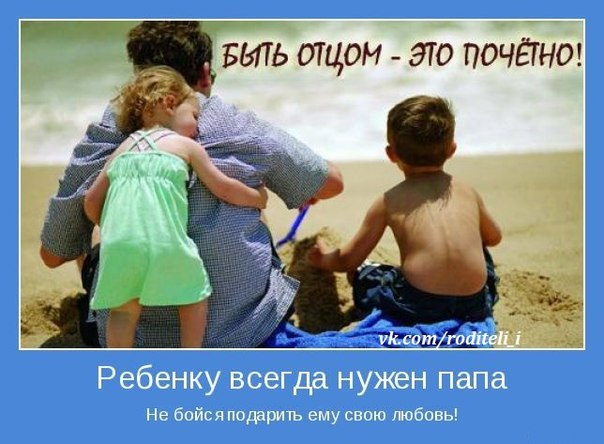 БЫТЬ ОТЦОМ - ЭТО ПОЧЁТНО!
vk.com/roditeli_i
Ребенку всегда нужен папа
Не бойся подарить ему свою любовь!